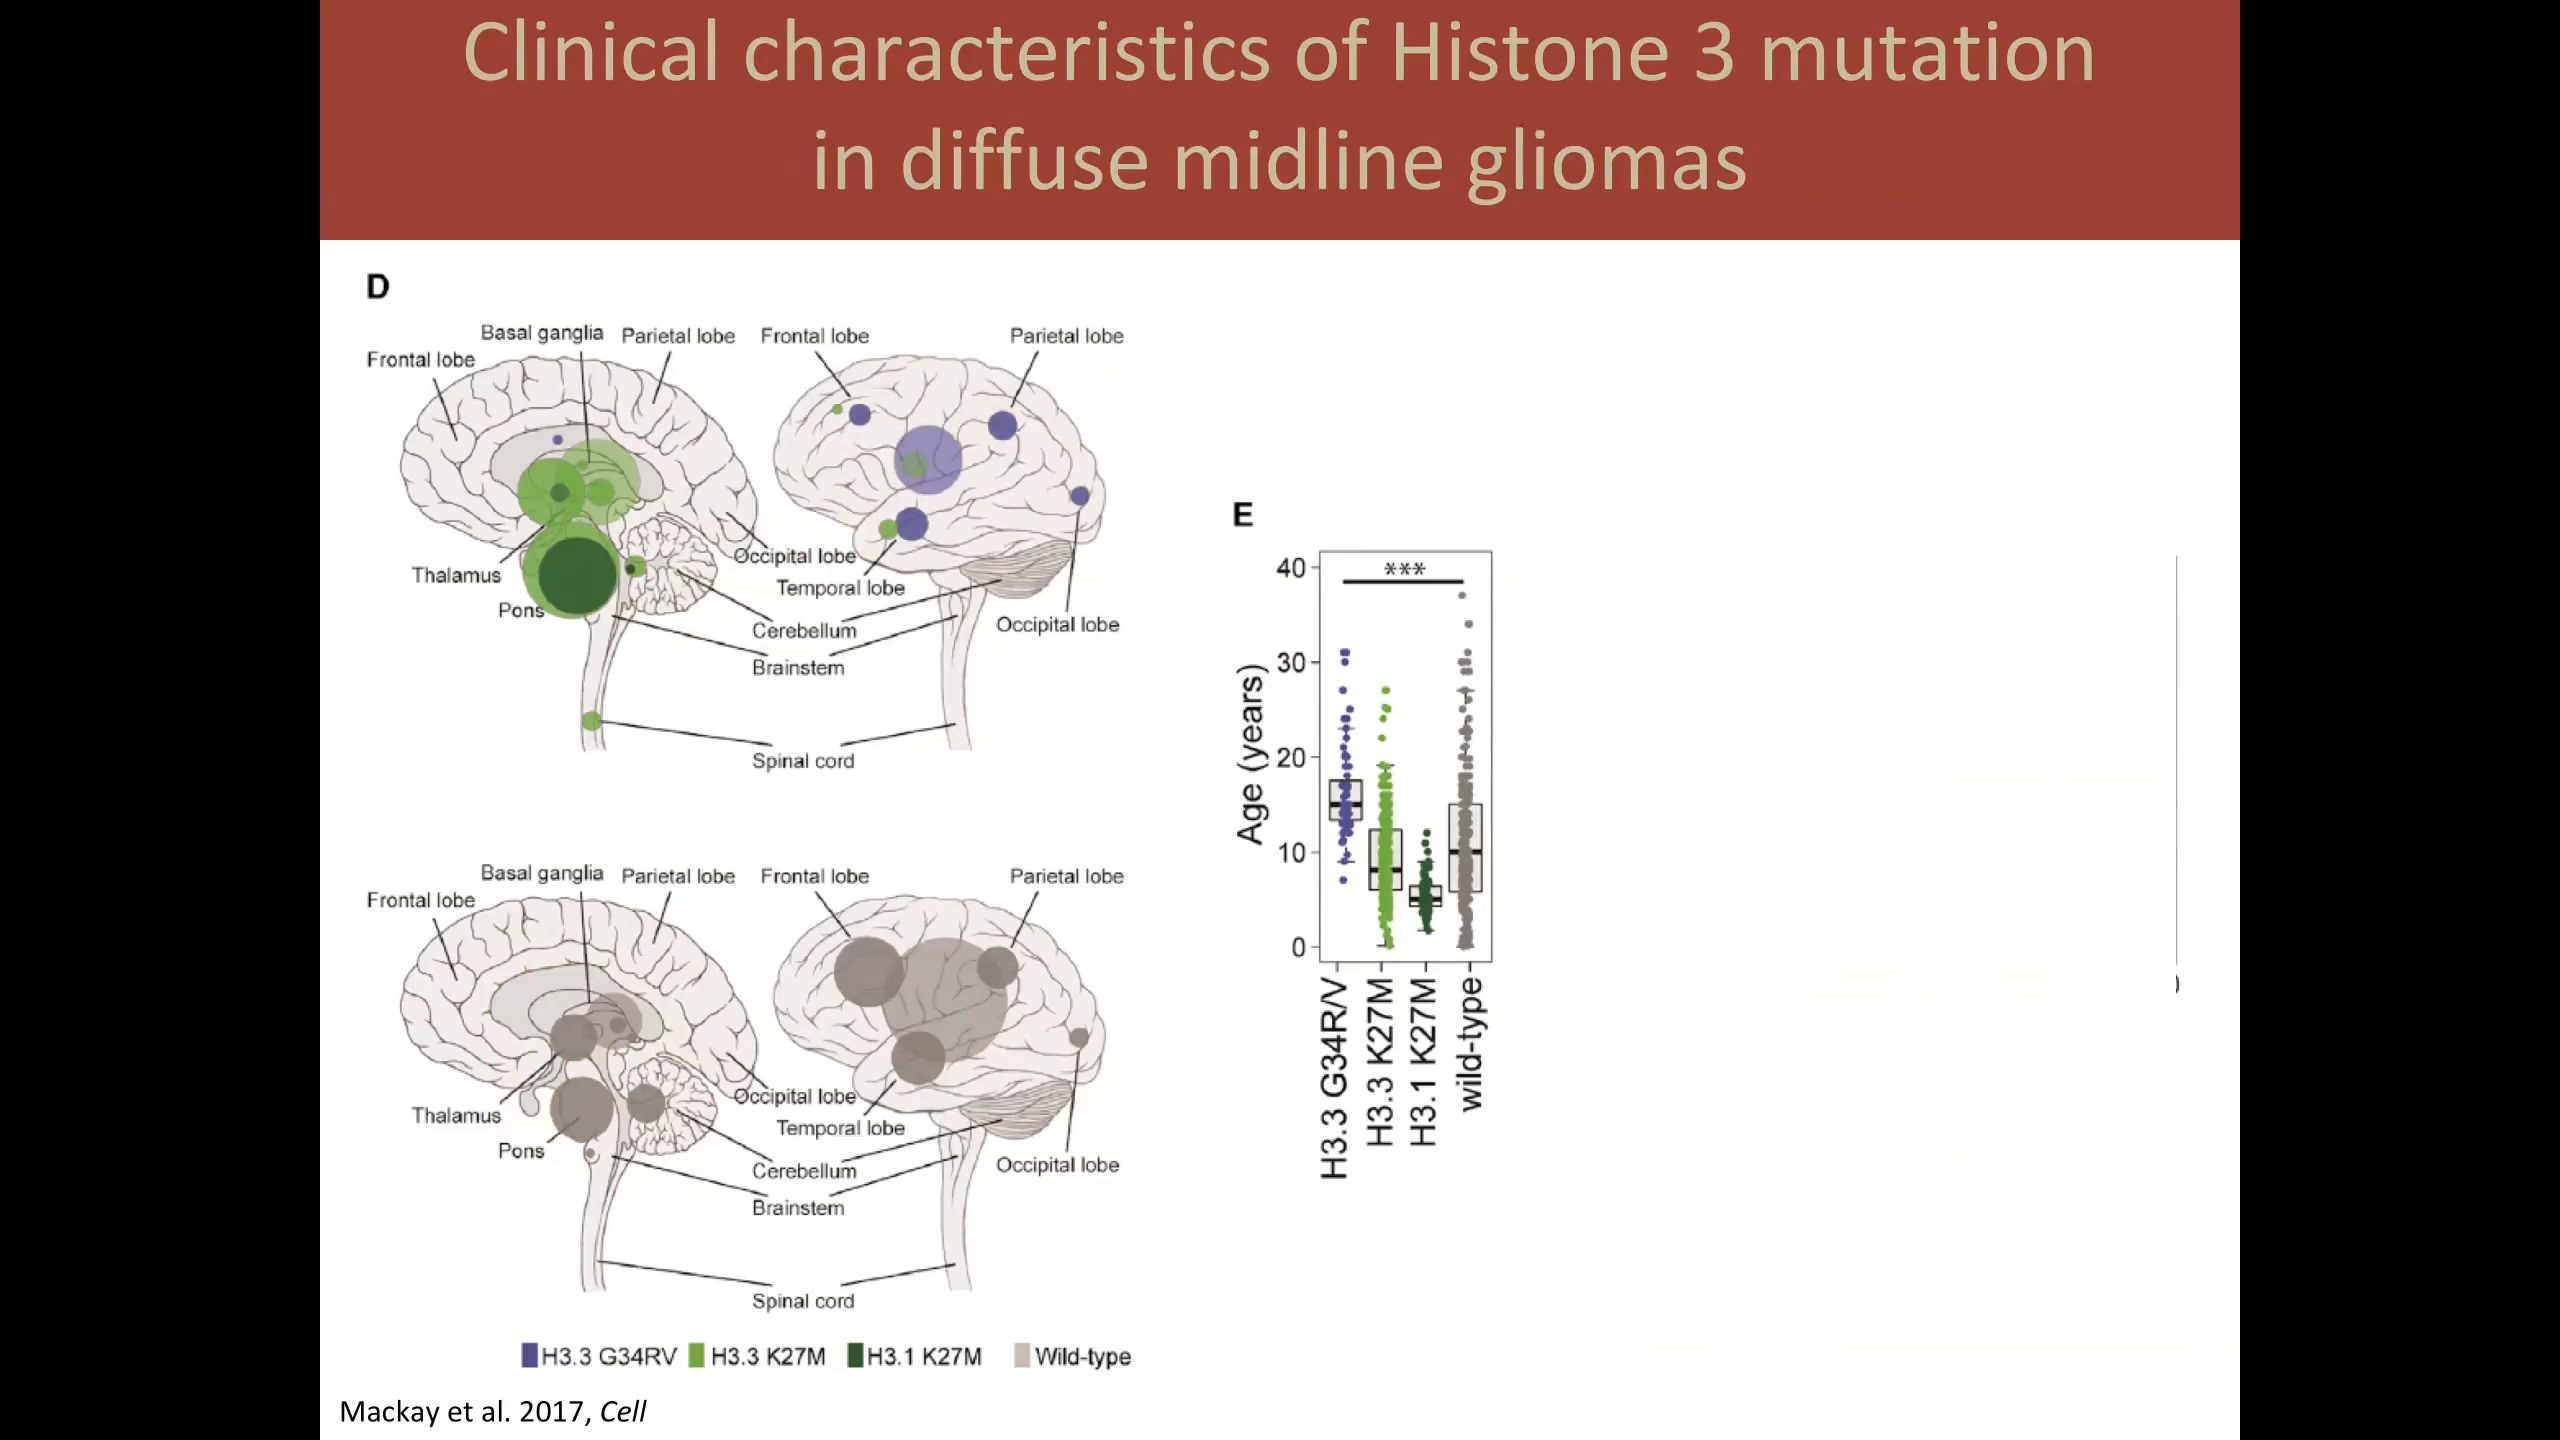 Clinical characteristics of Histone 3 mutation
in diffuse midline gliomas
D
Basal ganglia
Parietal lobe
Frontal lobe
Parietal lobe
Frontal lobe
Occipital lobe
Thalamus
Temporal lobe
Pons
Cerebellum
Occipital lobe
Brainstem
Spinal cord
Basal ganglia
Parietal lobe
Frontal lobe
Parietal lobe
Frontal lobe
Occipital lobe
Thalamus
Temporal lobe
Pons
Cerebellum
Occipital lobe
Brainstem
Spinal cord
H3.3 G34RV H3.3 K27M H3.1 K27M Wild-type
E
Age (years)
40
30
20
10
0
***
H3.3 G34R/V
H3.3 K27M
H3.1 K27M
wild-type
Mackay et al. 2017, Cell